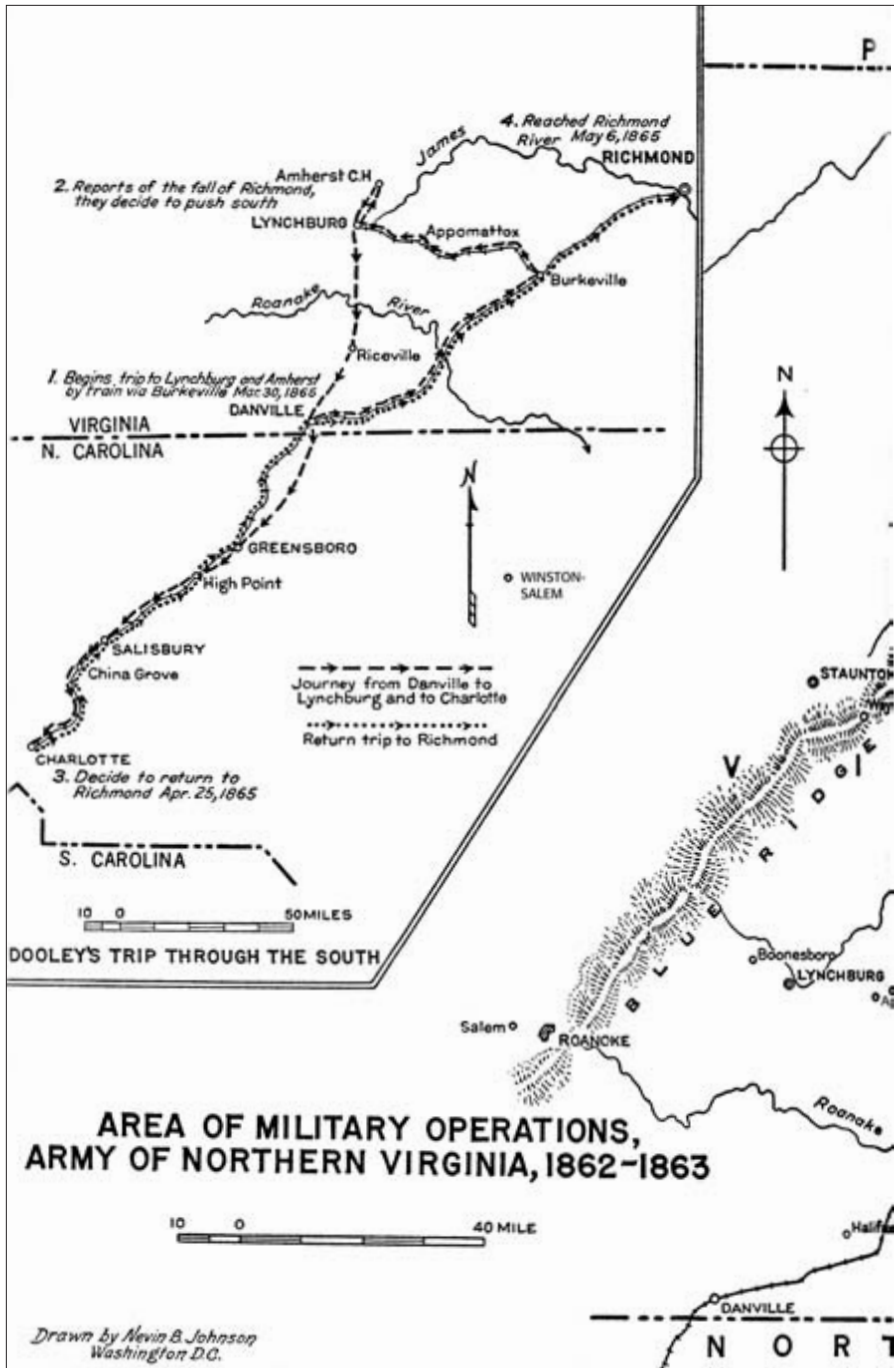 P
4. Reached Richmond
May 6, 1865
James
River
RICHMOND
Amherst C.H
2. Reports of the fall of Richmond,
they decide to push south
LYNCHBURG
Appomattox
Burkeville
Roanake
River
Riceville
1. Begins trip to Lynchburg and Amherst
by train via Burkeville Mar. 30, 1865
DANVILLE
VIRGINIA
N. CAROLINA
N
N
GREENSBORO
WINSTON-
SALEM
High Point
SALISBURY
China Grove
Journey from Danville to
Lynchburg and to Charlotte
Return trip to Richmond
CHARLOTTE
3. Decide to return to
Richmond Apr. 25, 1865
S. CAROLINA
10 0 50 MILES
DOOLEY'S TRIP THROUGH THE SOUTH
STAUNTON
V I
BLUE RIDGE
Boonesboro
LYNCHBURG
Salem
ROANOKE
Roanake
AREA OF MILITARY OPERATIONS,
ARMY OF NORTHERN VIRGINIA, 1862-1863
10 0 40 MILE
Halifa
DANVILLE
N O R T
Drawn by Nevin B. Johnson
Washington D.C.